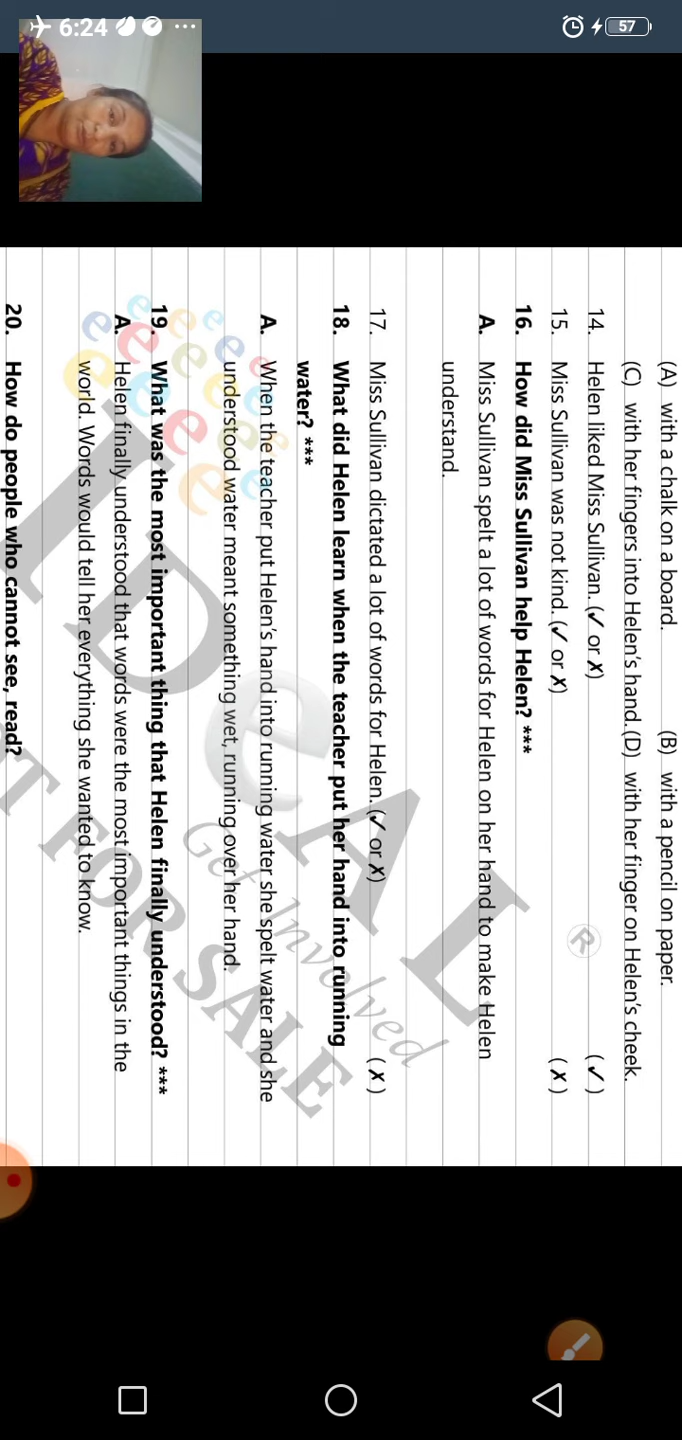 6:24
57
(A) with a chalk on a board. (B) with a pencil on paper.
(C) with her fingers into Helen's hand. (D) with her finger on Helen's cheek.
14. Helen liked Miss Sullivan. (✓ or ✗) ( ✓ )
15. Miss Sullivan was not kind. (✓ or ✗) ( ✗ )
16. How did Miss Sullivan help Helen? ***
A. Miss Sullivan spelt a lot of words for Helen on her hand to make Helen
understand.
17. Miss Sullivan dictated a lot of words for Helen. (✓ or ✗) ( ✗ )
18. What did Helen learn when the teacher put her hand into running
water? ***
A. When the teacher put Helen's hand into running water she spelt water and she
understood water meant something wet, running over her hand.
19. What was the most important thing that Helen finally understood? ***
A. Helen finally understood that words were the most important things in the
world. Words would tell her everything she wanted to know.
20. How do people who cannot see, read?
IDeAL
®
Get Involved
T FOR SALE